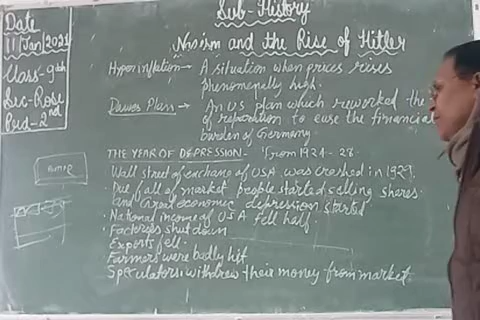 Sub-History
Date
11 Jan 2021
Class-9th
Sec-Rose
Prd-2nd
Nazism and the Rise of Hitler
Hyperinflation → A situation when prices rises
phenomenally high.
Dawes Plan → An US plan which reworked the
of reparation to ease the financial
burden of Germany
THE YEAR OF DEPRESSION- From 1924-28.
Wall street of exchange of USA was crashed in 1929.
Due fall of market people started selling shares
and Great economic depression started
National income of USA fell half.
Factories shut down
Exports fell.
Farmers were badly hit
Speculators withdrew their money from market.